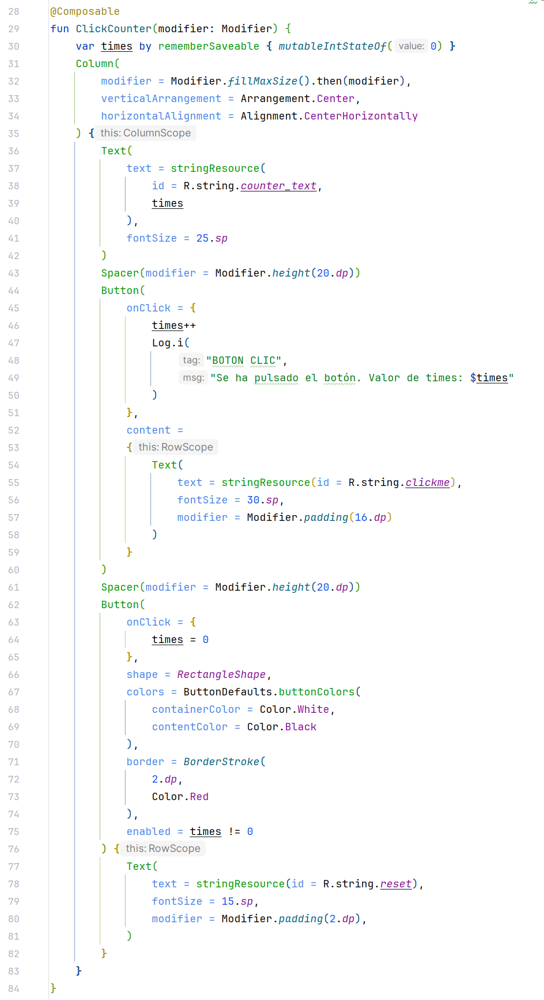 28 @Composable
29 fun ClickCounter(modifier: Modifier) {
30     var times by rememberSaveable { mutableIntStateOf( value: 0) }
31     Column(
32         modifier = Modifier.fillMaxSize().then(modifier),
33         verticalArrangement = Arrangement.Center,
34         horizontalAlignment = Alignment.CenterHorizontally
35     ) { this: ColumnScope
36         Text(
37             text = stringResource(
38                 id = R.string.counter_text,
39                 times
40             ),
41             fontSize = 25.sp
42         )
43         Spacer(modifier = Modifier.height(20.dp))
44         Button(
45             onClick = {
46                 times++
47                 Log.i(
48                     tag: "BOTON CLIC",
49                     msg: "Se ha pulsado el botón. Valor de times: $times"
50                 )
51             },
52             content =
53             { this: RowScope
54                 Text(
55                     text = stringResource(id = R.string.clickme),
56                     fontSize = 30.sp,
57                     modifier = Modifier.padding(16.dp)
58                 )
59             }
60         )
61         Spacer(modifier = Modifier.height(20.dp))
62         Button(
63             onClick = {
64                 times = 0
65             },
66             shape = RectangleShape,
67             colors = ButtonDefaults.buttonColors(
68                 containerColor = Color.White,
69                 contentColor = Color.Black
70             ),
71             border = BorderStroke(
72                 2.dp,
73                 Color.Red
74             ),
75             enabled = times != 0
76         ) { this: RowScope
77             Text(
78                 text = stringResource(id = R.string.reset),
79                 fontSize = 15.sp,
80                 modifier = Modifier.padding(2.dp),
81             )
82         }
83     }
84 }